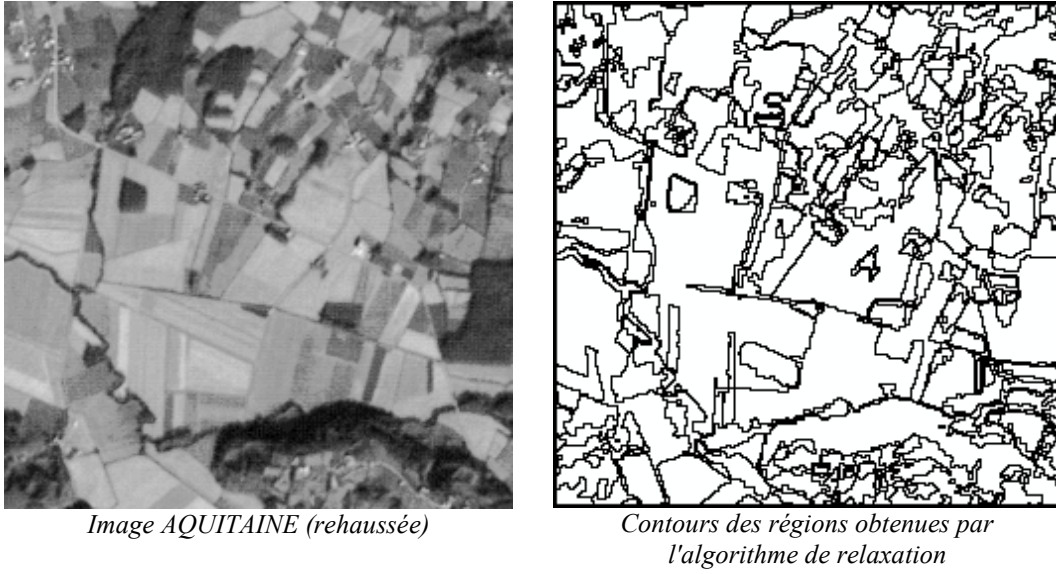 Image AQUITAINE (rehaussée)
Contours des régions obtenues par
l'algorithme de relaxation